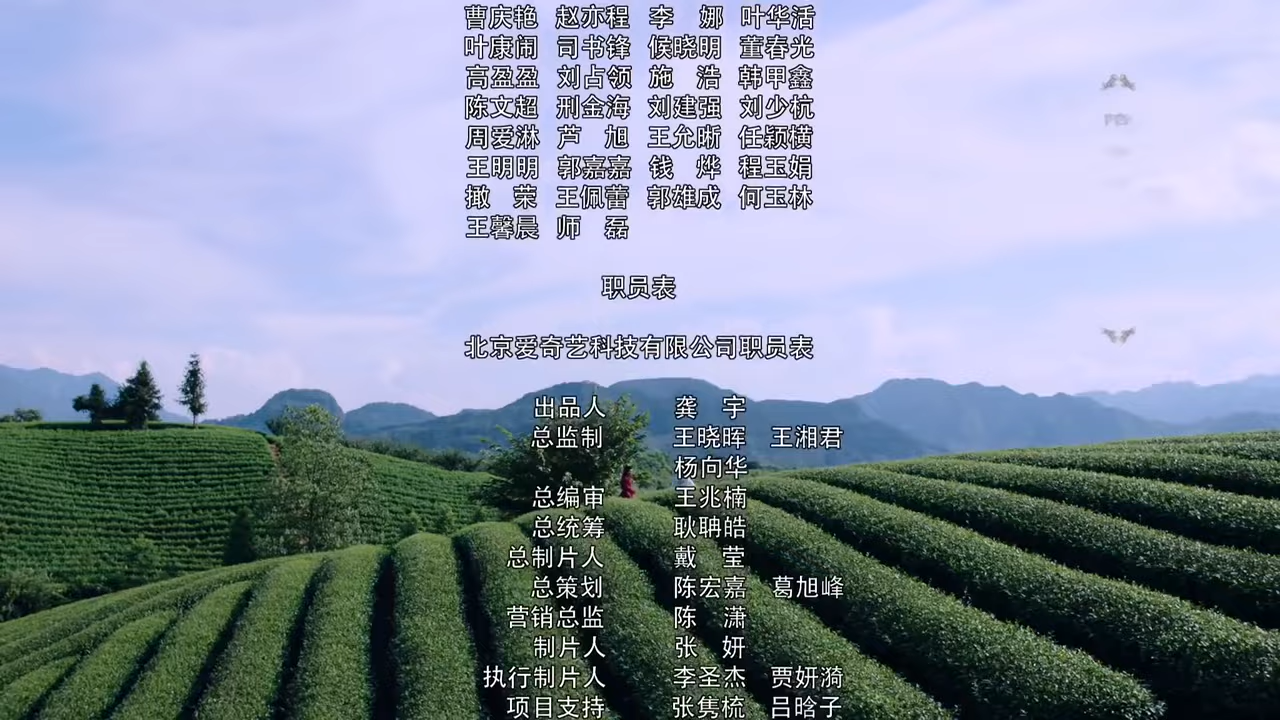 曹庆艳 赵亦程 李 娜 叶华活
叶康闹 司书锋 候晓明 董春光
高盈盈 刘占领 施 浩 韩甲鑫
陈文超 刑金海 刘建强 刘少杭
周爱淋 芦 旭 王允晰 任颖横
王明明 郭嘉嘉 钱 烨 程玉娟
撖 荣 王佩蕾 郭雄成 何玉林
王馨晨 师 磊
职员表
北京爱奇艺科技有限公司职员表
出品人 龚 宇
总监制 王晓晖 王湘君
杨向华
总编审 王兆楠
总统筹 耿聃皓
总制片人 戴 莹
总策划 陈宏嘉 葛旭峰
营销总监 陈 潇
制片人 张 妍
执行制片人 李圣杰 贾妍漪
项目支持 张隽梳 吕晗子